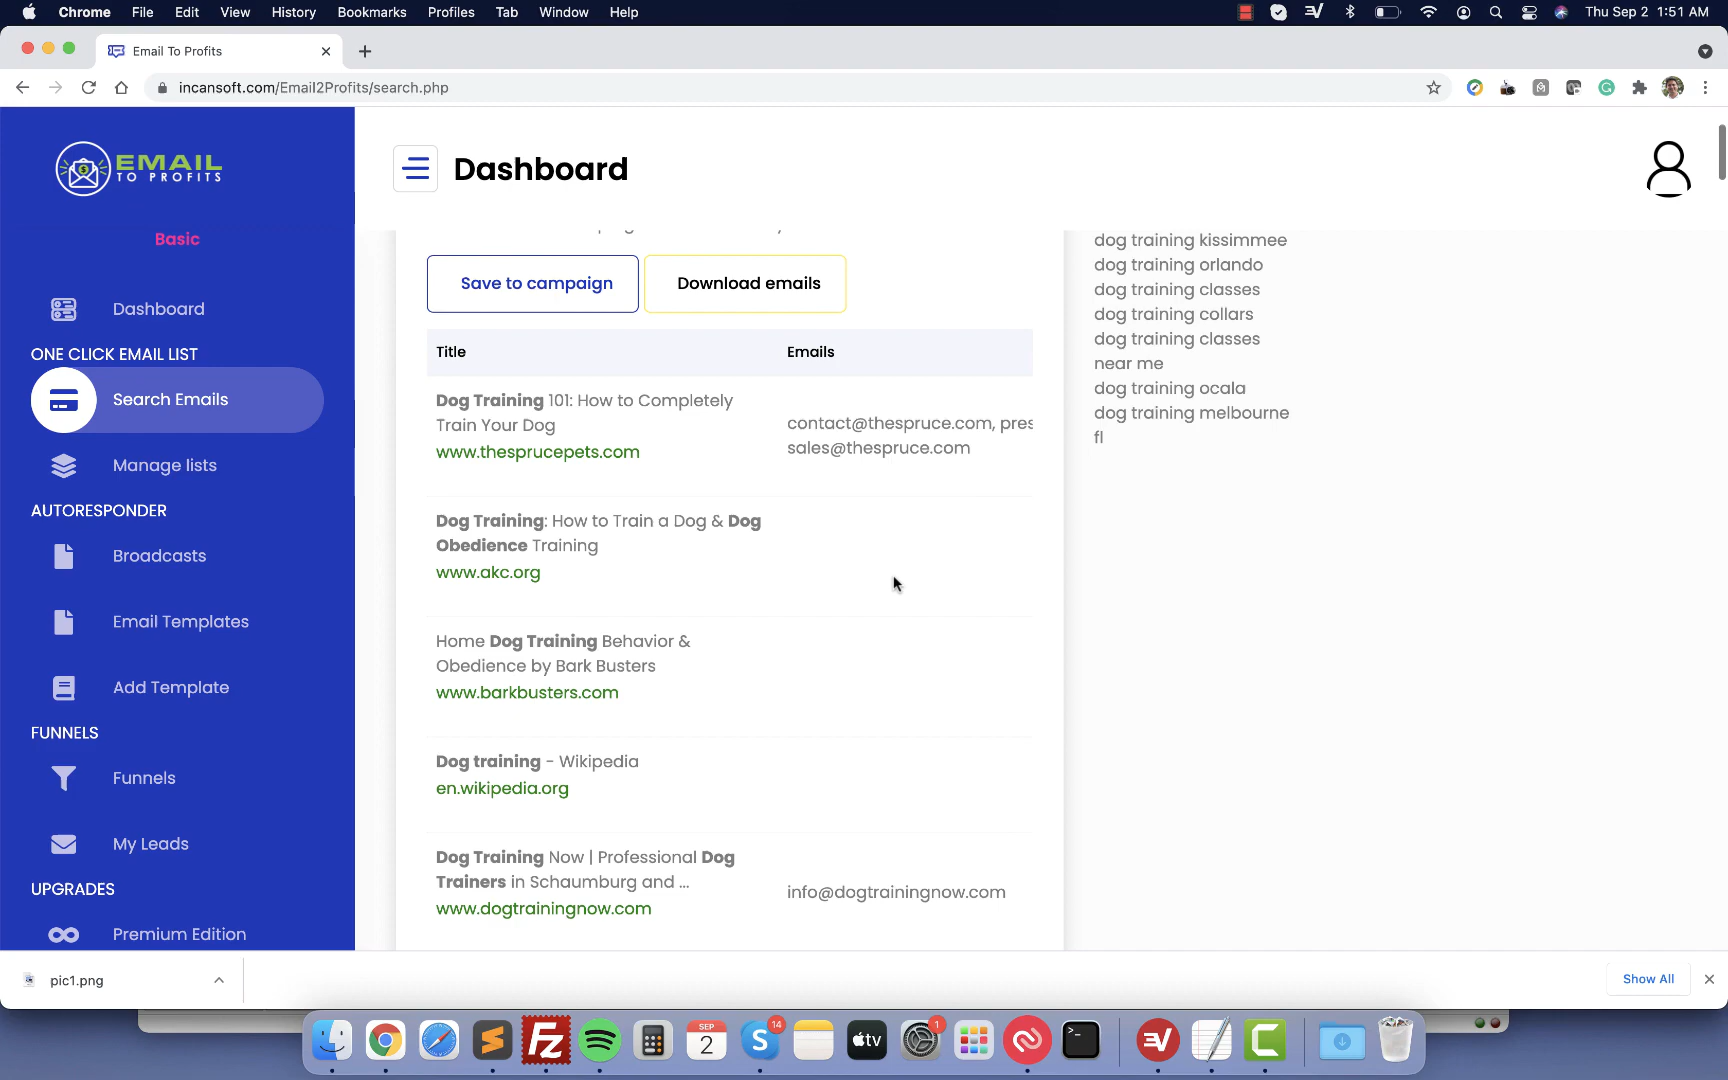 Chrome File Edit View History Bookmarks Profiles Tab Window Help
Thu Sep 2 1:51 AM
Email To Profits
incansoft.com/Email2Profits/search.php
EMAIL
TO PROFITS
Basic
Dashboard
ONE CLICK EMAIL LIST
Search Emails
Manage lists
AUTORESPONDER
Broadcasts
Email Templates
Add Template
FUNNELS
Funnels
My Leads
UPGRADES
Premium Edition
Dashboard
Save to campaign
Download emails
Title Emails
Dog Training 101: How to Completely
Train Your Dog
www.thesprucepets.com
contact@thespruce.com, pres
sales@thespruce.com
Dog Training: How to Train a Dog & Dog
Obedience Training
www.akc.org
Home Dog Training Behavior &
Obedience by Bark Busters
www.barkbusters.com
Dog training - Wikipedia
en.wikipedia.org
Dog Training Now | Professional Dog
Trainers in Schaumburg and ...
www.dogtrainingnow.com
info@dogtrainingnow.com
dog training kissimmee
dog training orlando
dog training classes
dog training collars
dog training classes
near me
dog training ocala
dog training melbourne
fl
pic1.png
Show All
Fz
SEP
2
14
tv
1